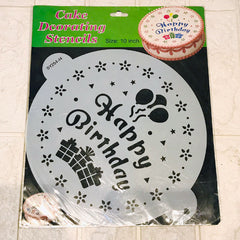 Cake
Decorating
Stencils
Size: 10 inch
Happy
Birthday
Happy
Birthday